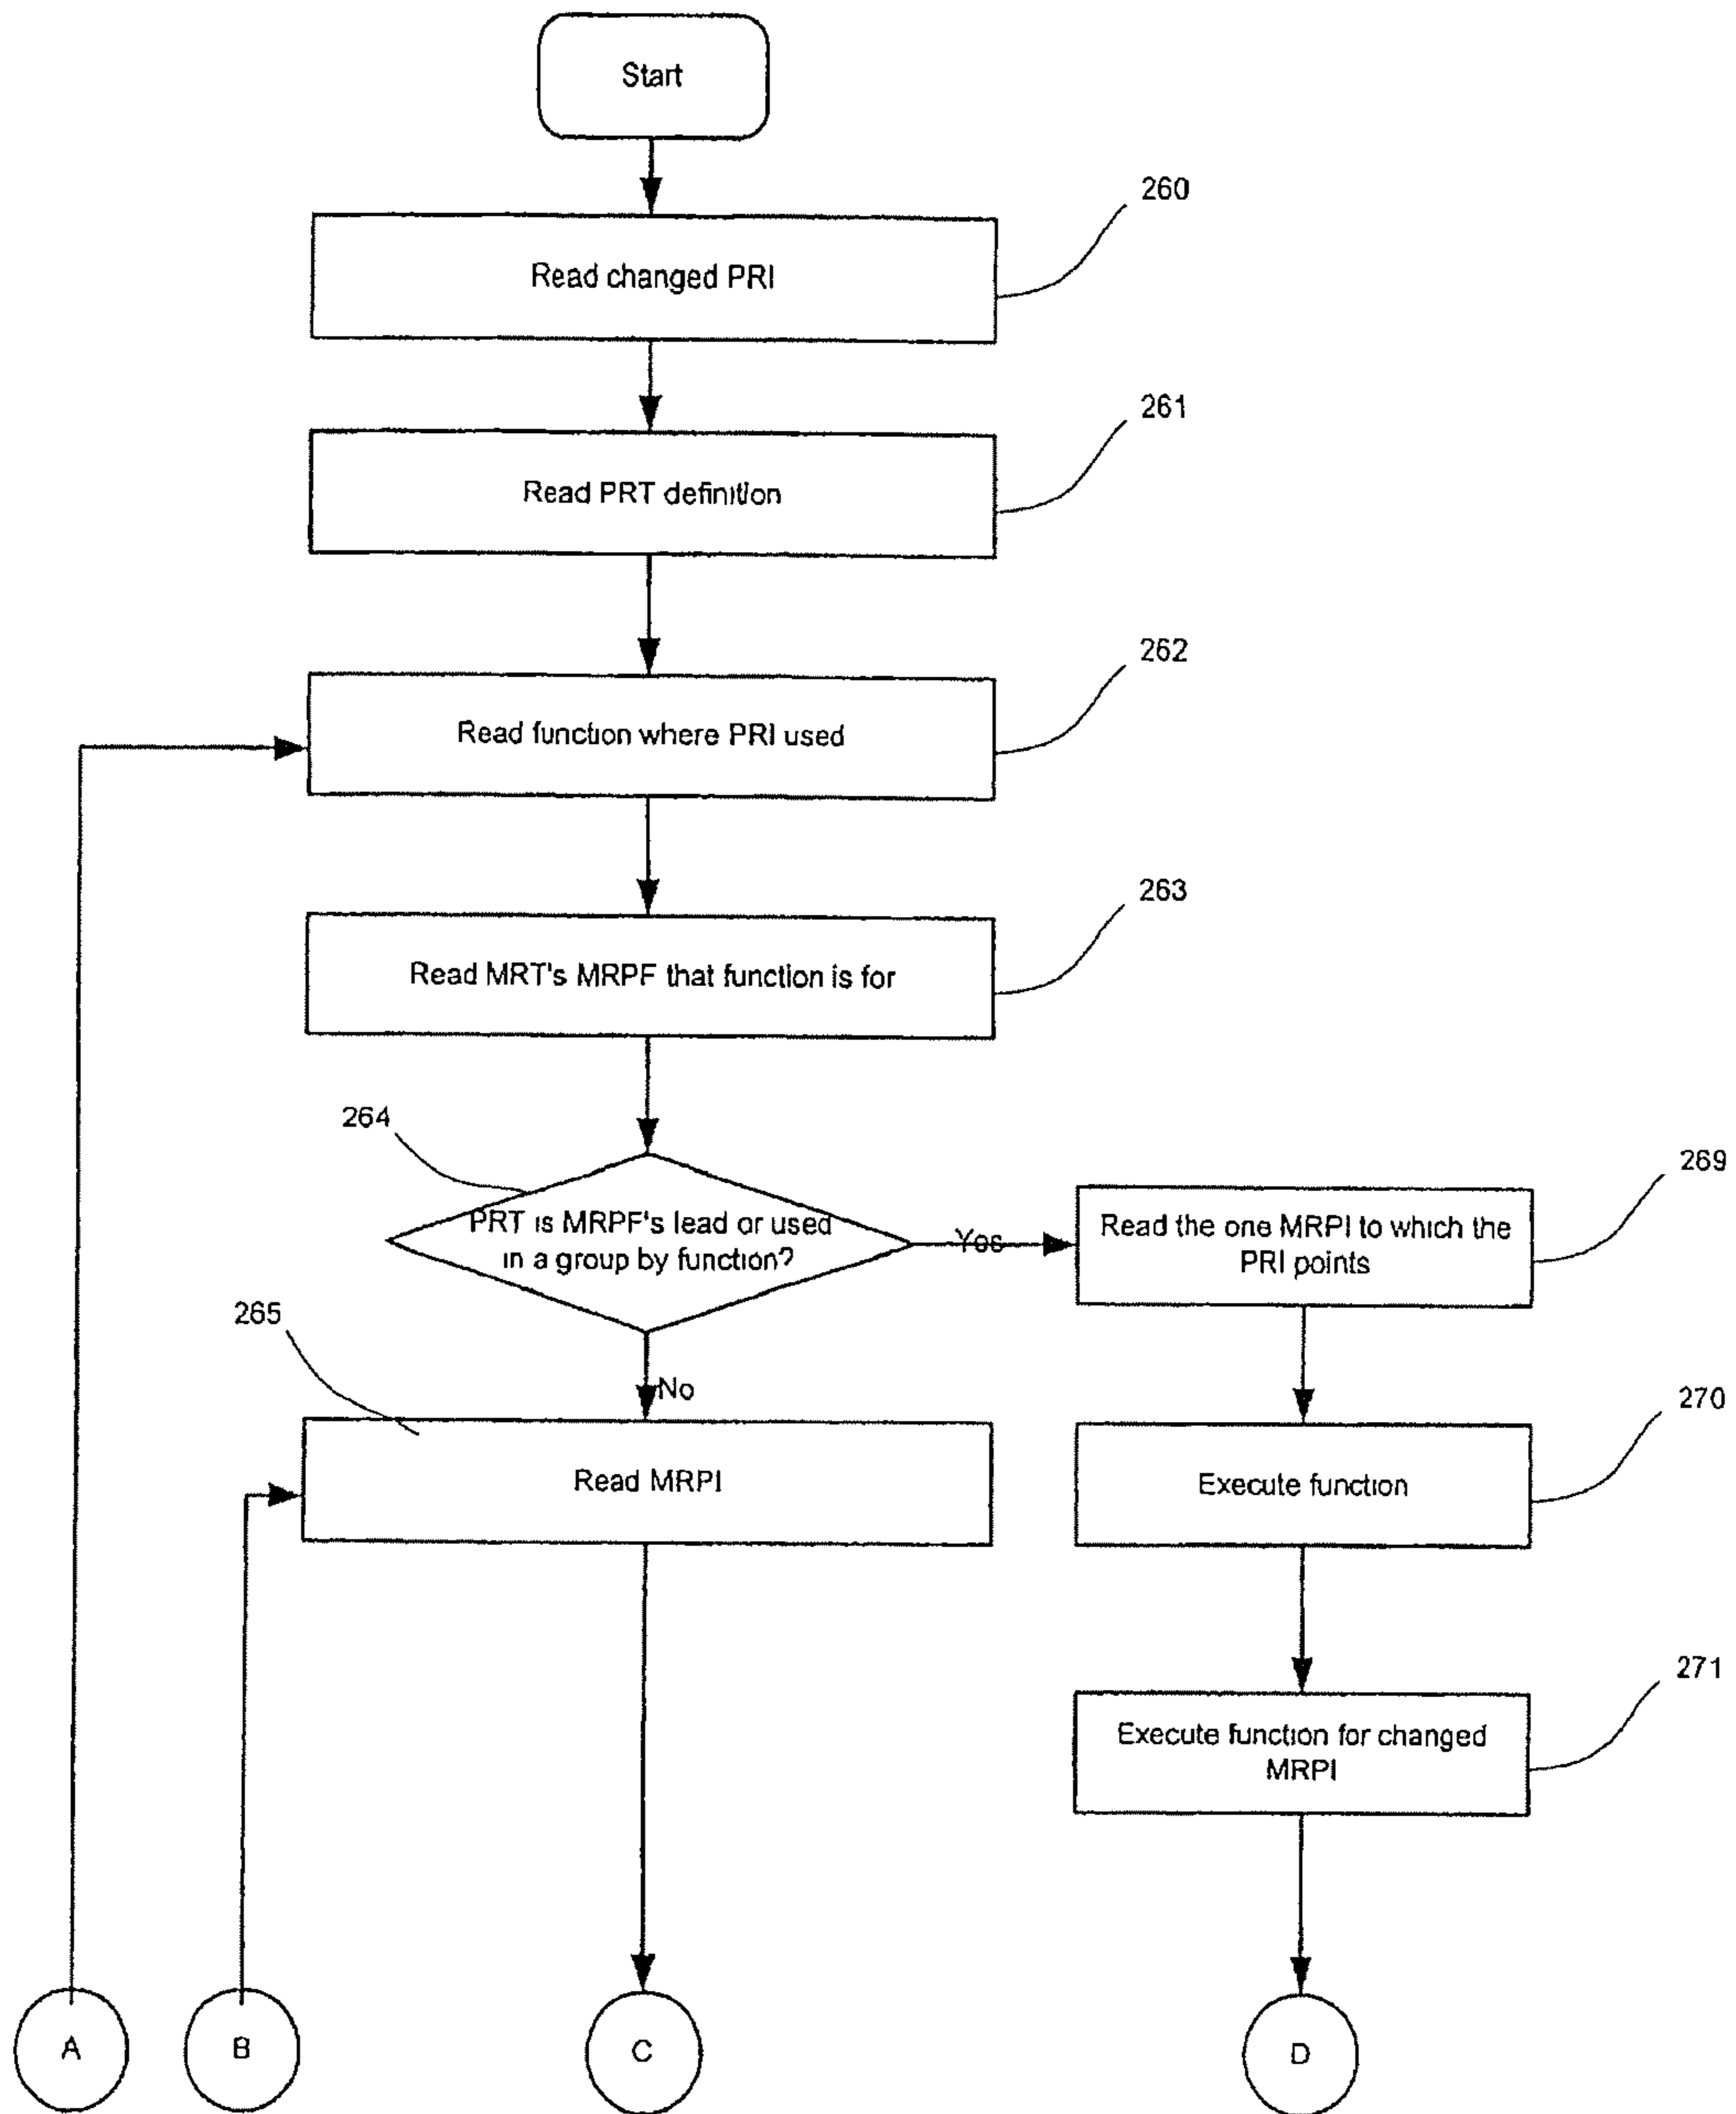 Start
260
Read changed PRI
261
Read PRT definition
262
Read function where PRI used
263
Read MRT's MRPF that function is for
264
PRT is MRPF's lead or used
in a group by function?
Yes
269
Read the one MRPI to which the
PRI points
265
No
Read MRPI
270
Execute function
271
Execute function for changed
MRPI
A
B
C
D